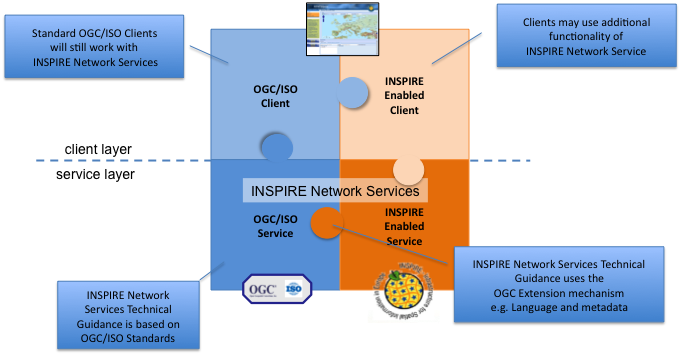 Standard OGC/ISO Clients
will still work with
INSPIRE Network Services
Clients may use additional
functionality of
INSPIRE Network Service
OGC/ISO
Client
INSPIRE
Enabled
Client
client layer
service layer
INSPIRE Network Services
OGC/ISO
Service
INSPIRE
Enabled
Service
INSPIRE Network
Services Technical
Guidance is based on
OGC/ISO Standards
OGC
ISO
INSPIRE Network Services Technical
Guidance uses the
OGC Extension mechanism
e.g. Language and metadata